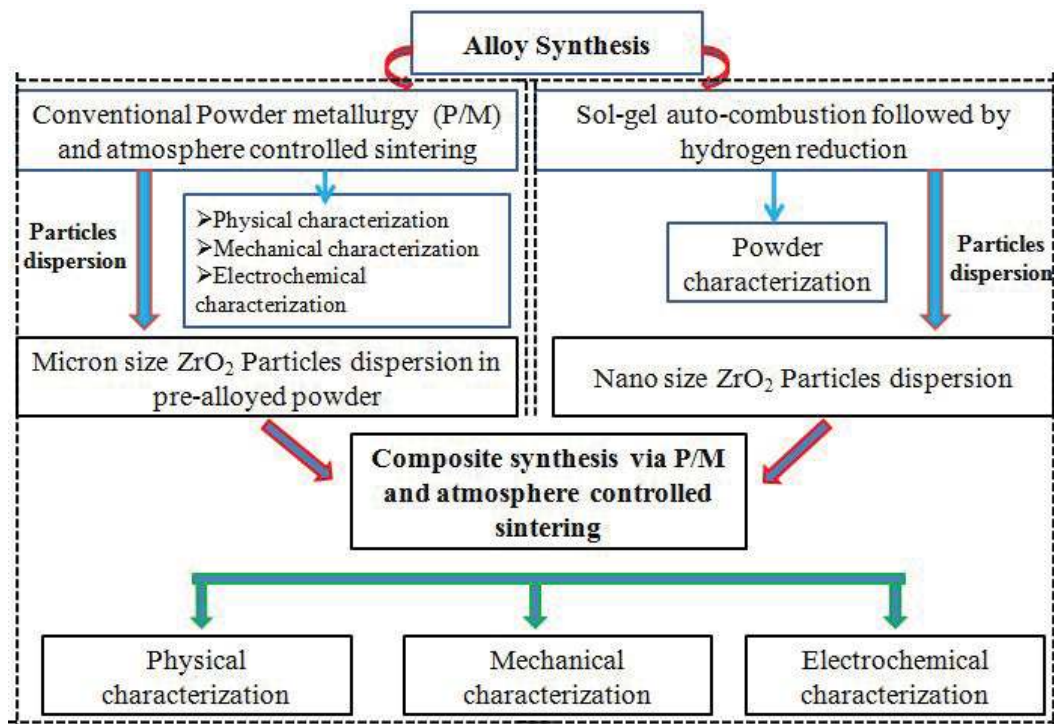 Alloy Synthesis
Conventional Powder metallurgy (P/M)
and atmosphere controlled sintering
Sol-gel auto-combustion followed by
hydrogen reduction
Particles
dispersion
➢Physical characterization
➢Mechanical characterization
➢Electrochemical
characterization
Powder
characterization
Particles
dispersion
Micron size ZrO₂ Particles dispersion in
pre-alloyed powder
Nano size ZrO₂ Particles dispersion
Composite synthesis via P/M
and atmosphere controlled
sintering
Physical
characterization
Mechanical
characterization
Electrochemical
characterization